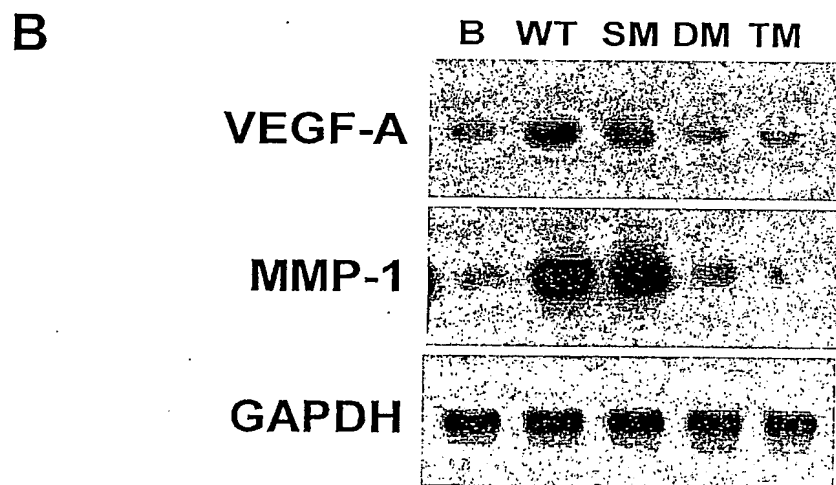 B
B WT SM DM TM
VEGF-A
MMP-1
GAPDH